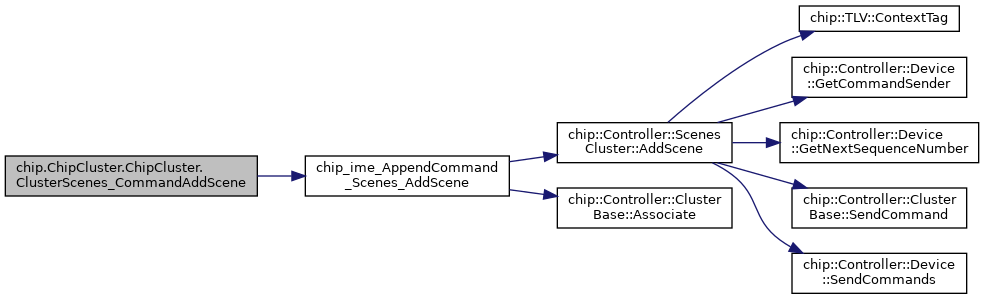 chip.ChipCluster.ChipCluster.
ClusterScenes_CommandAddScene
chip_ime_AppendCommand
_Scenes_AddScene
chip::Controller::Scenes
Cluster::AddScene
chip::Controller::Cluster
Base::Associate
chip::TLV::ContextTag
chip::Controller::Device
::GetCommandSender
chip::Controller::Device
::GetNextSequenceNumber
chip::Controller::Cluster
Base::SendCommand
chip::Controller::Device
::SendCommands